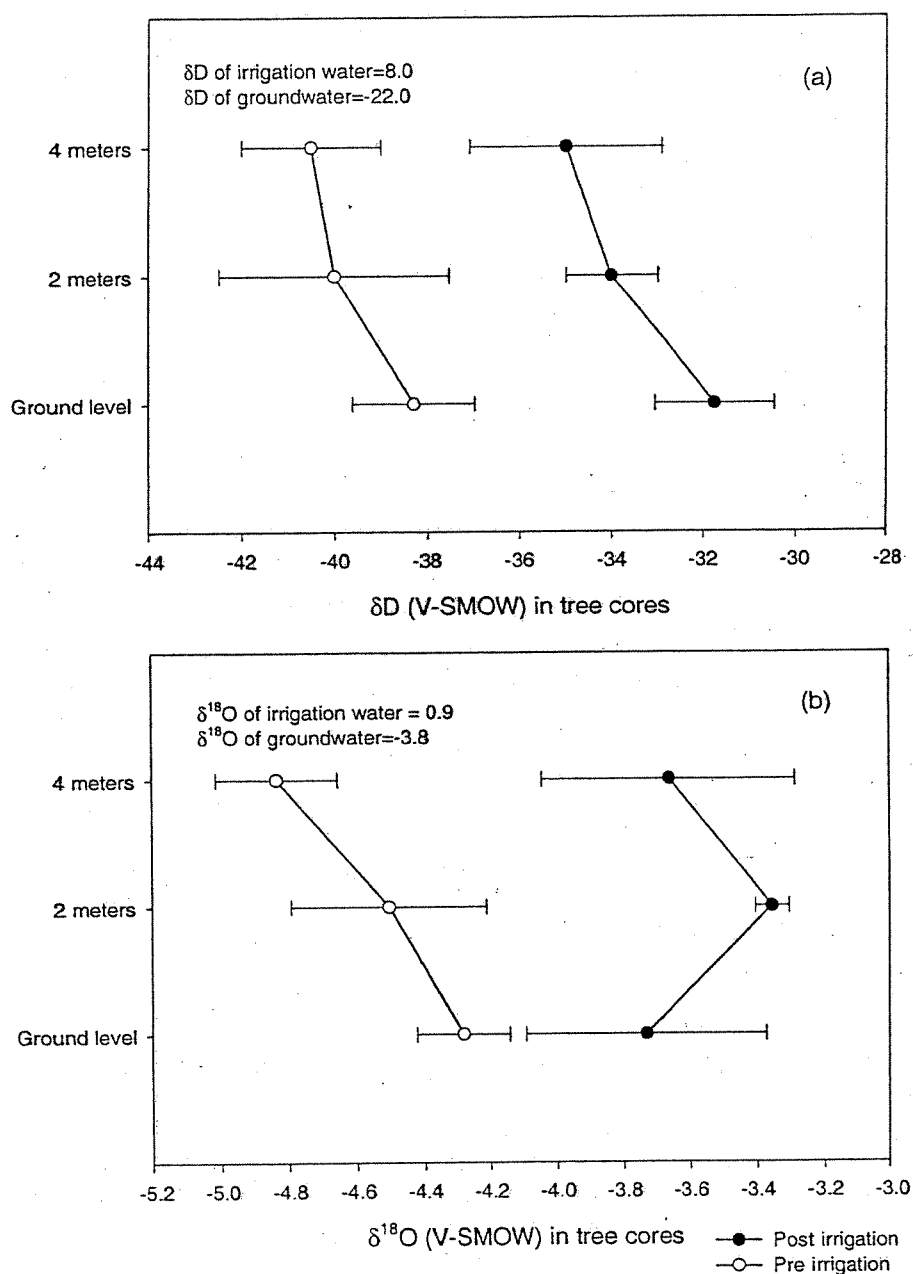 δD of irrigation water=8.0
δD of groundwater=-22.0
(a)
4 meters
2 meters
Ground level
-44 -42 -40 -38 -36 -34 -32 -30 -28
δD (V-SMOW) in tree cores
δ¹⁸O of irrigation water = 0.9
δ¹⁸O of groundwater=-3.8
(b)
4 meters
2 meters
Ground level
-5.2 -5.0 -4.8 -4.6 -4.4 -4.2 -4.0 -3.8 -3.6 -3.4 -3.2 -3.0
δ¹⁸O (V-SMOW) in tree cores
Post irrigation
Pre irrigation